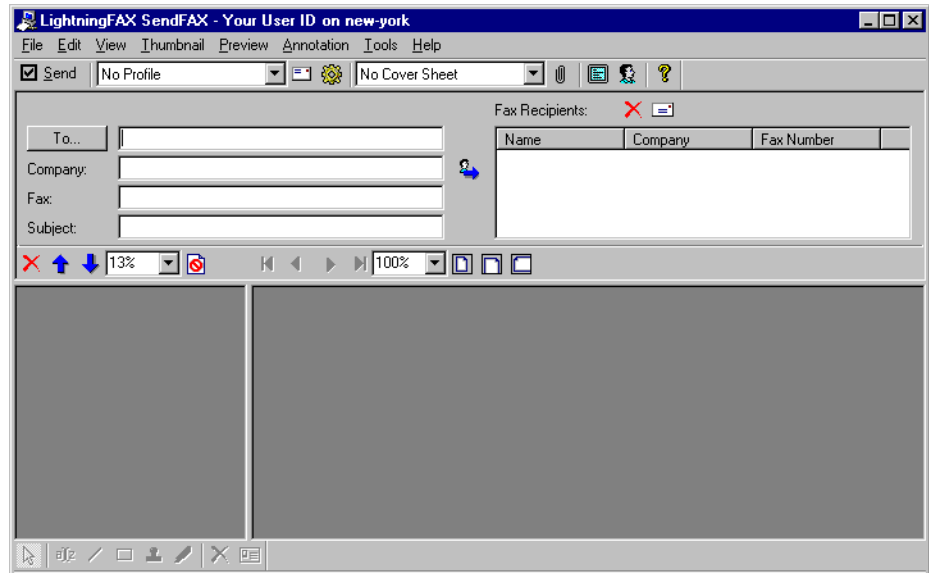 LightningFAX SendFAX - Your User ID on new-york
File Edit View Thumbnail Preview Annotation Tools Help
Send No Profile No Cover Sheet
Fax Recipients:
To... Name Company Fax Number
Company:
Fax:
Subject:
13% 100%